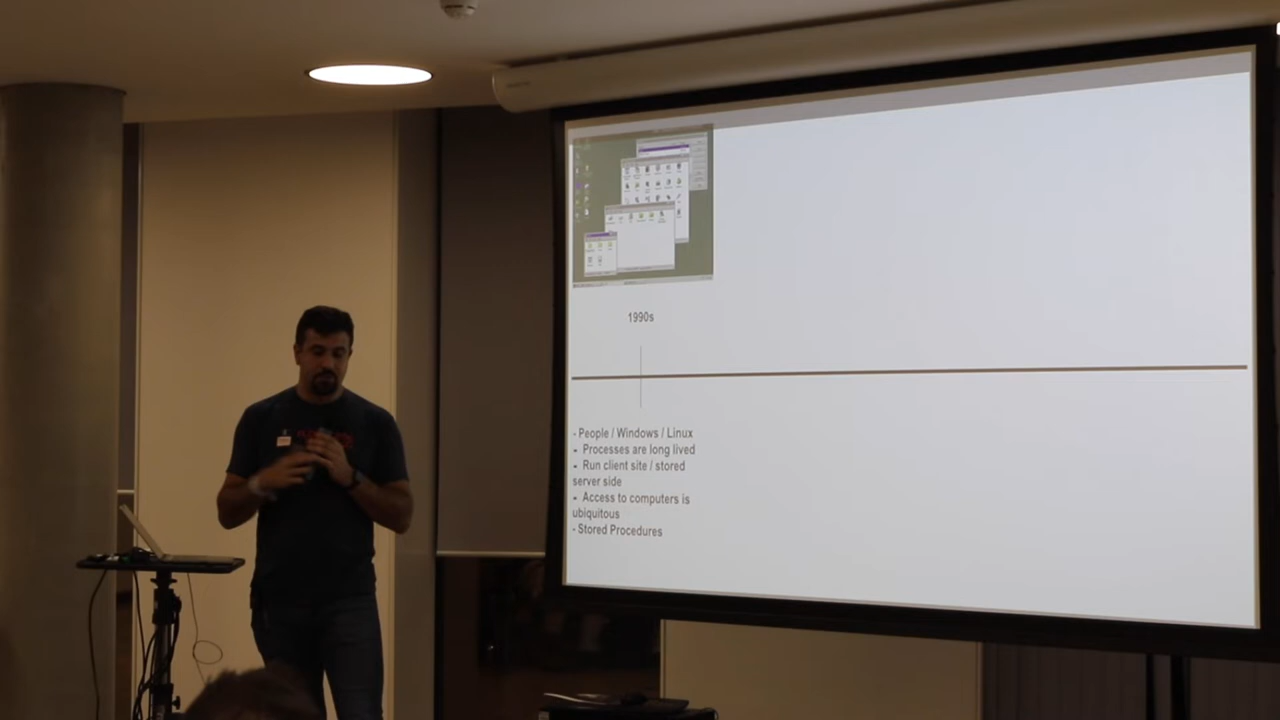 1990s
- People / Windows / Linux
- Processes are long lived
- Run client site / stored
server side
- Access to computers is
ubiquitous
- Stored Procedures